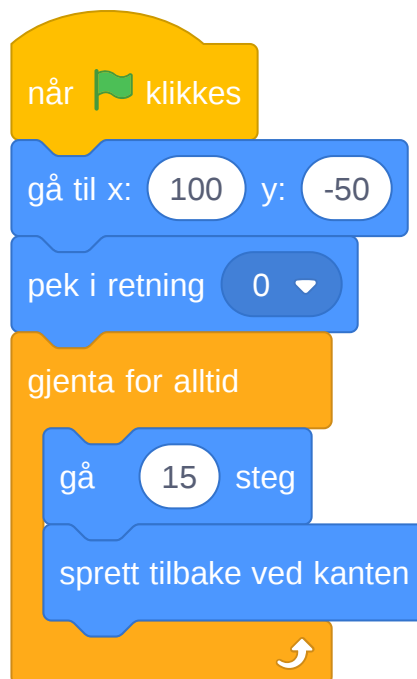 når klikkes
gå til x: 100 y: -50
pek i retning 0
gjenta for alltid
gå 15 steg
sprett tilbake ved kanten